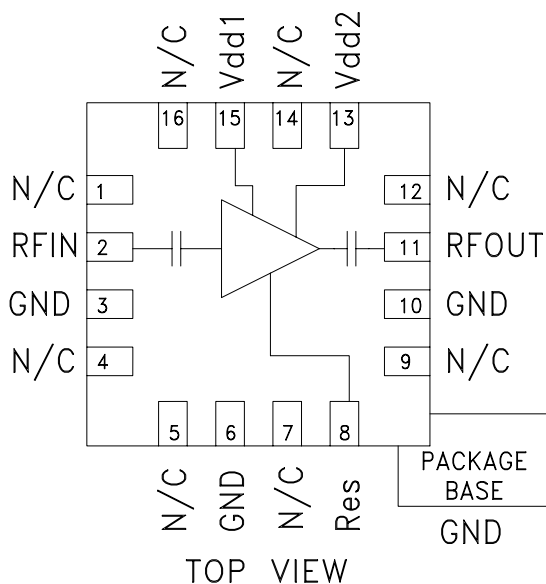 N/C Vdd1 N/C Vdd2
16 15 14 13
N/C 1 12 N/C
RFIN 2 11 RFOUT
GND 3 10 GND
N/C 4 9 N/C
5 6 7 8
N/C GND N/C Res
PACKAGE
BASE
GND
TOP VIEW